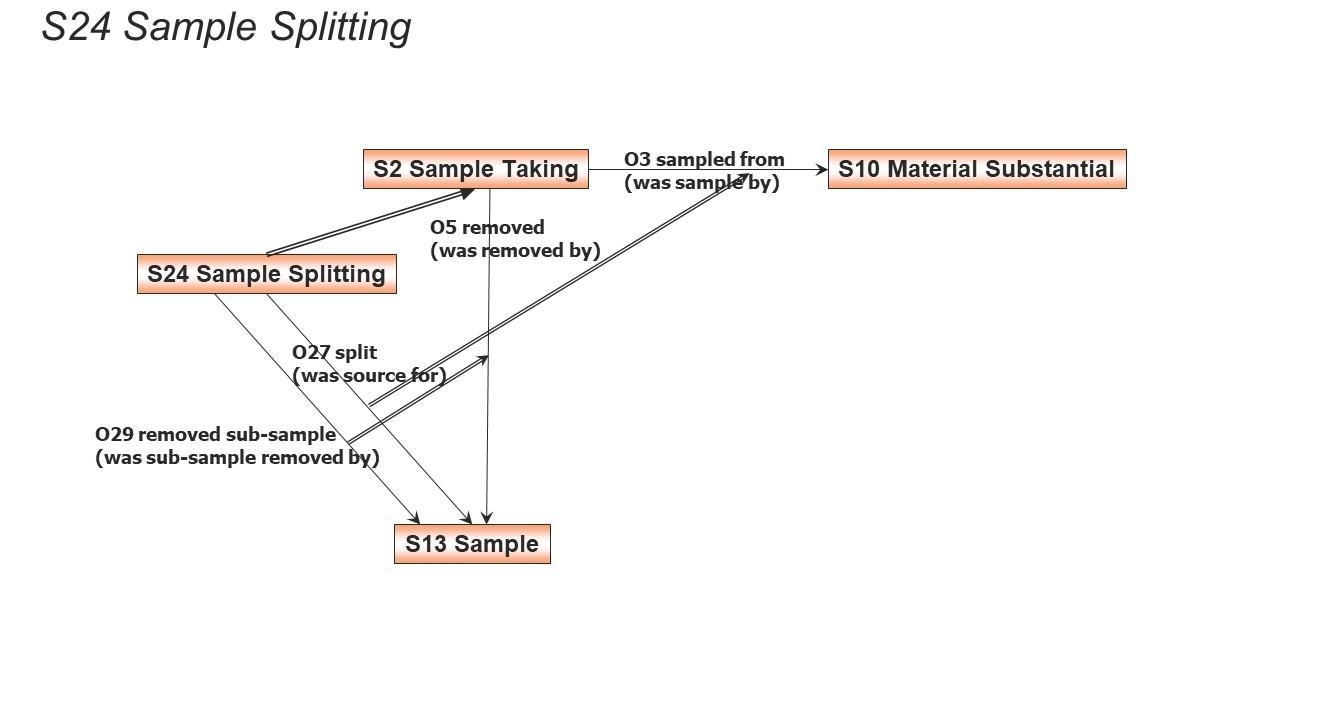 S24 Sample Splitting
S2 Sample Taking
O3 sampled from
(was sample by)
S10 Material Substantial
O5 removed
(was removed by)
S24 Sample Splitting
O27 split
(was source for)
O29 removed sub-sample
(was sub-sample removed by)
S13 Sample